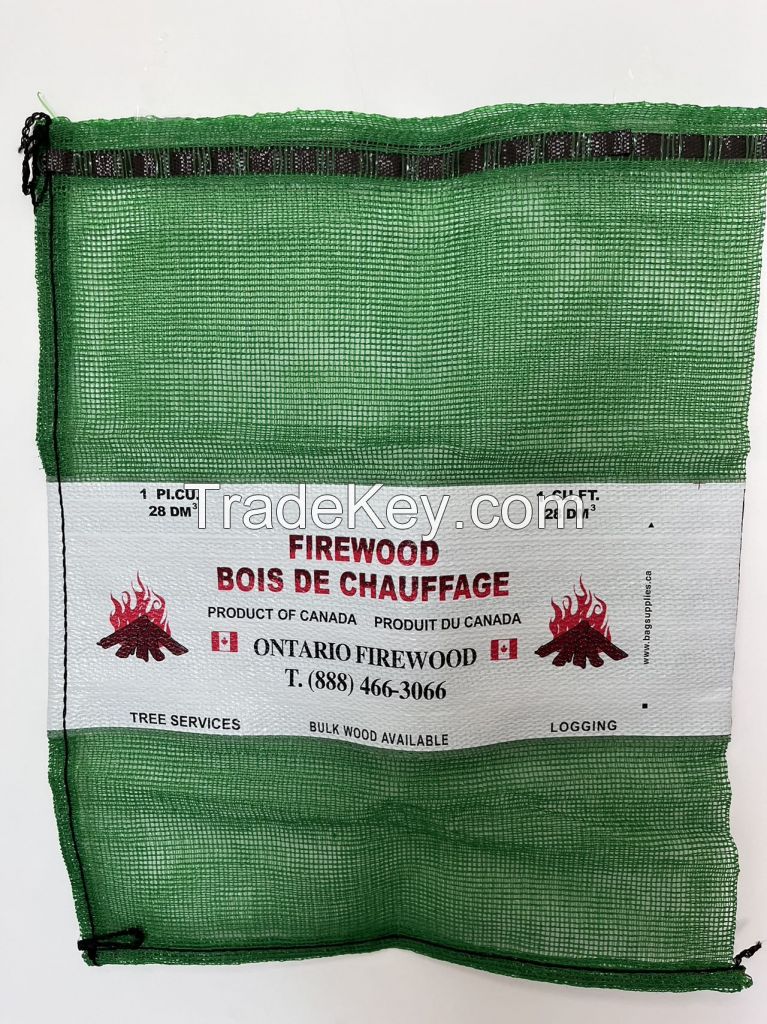 1 PI.CU.
28 DM³
TradeKey.com
1 CU.FT.
28 DM³
FIREWOOD
BOIS DE CHAUFFAGE
PRODUCT OF CANADA PRODUIT DU CANADA
ONTARIO FIREWOOD
T. (888) 466-3066
TREE SERVICES
BULK WOOD AVAILABLE
LOGGING
www.bagsupplies.ca